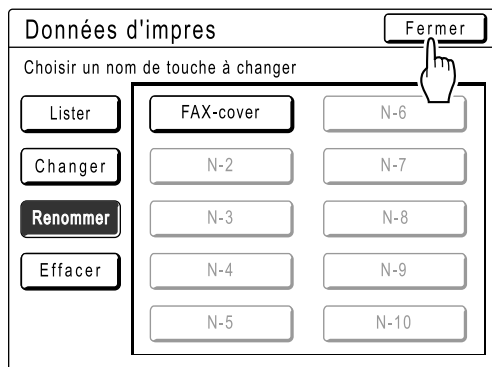 Données d'impres
Fermer
Choisir un nom de touche à changer
Lister
FAX-cover
N-6
Changer
N-2
N-7
Renommer
N-3
N-8
Effacer
N-4
N-9
N-5
N-10